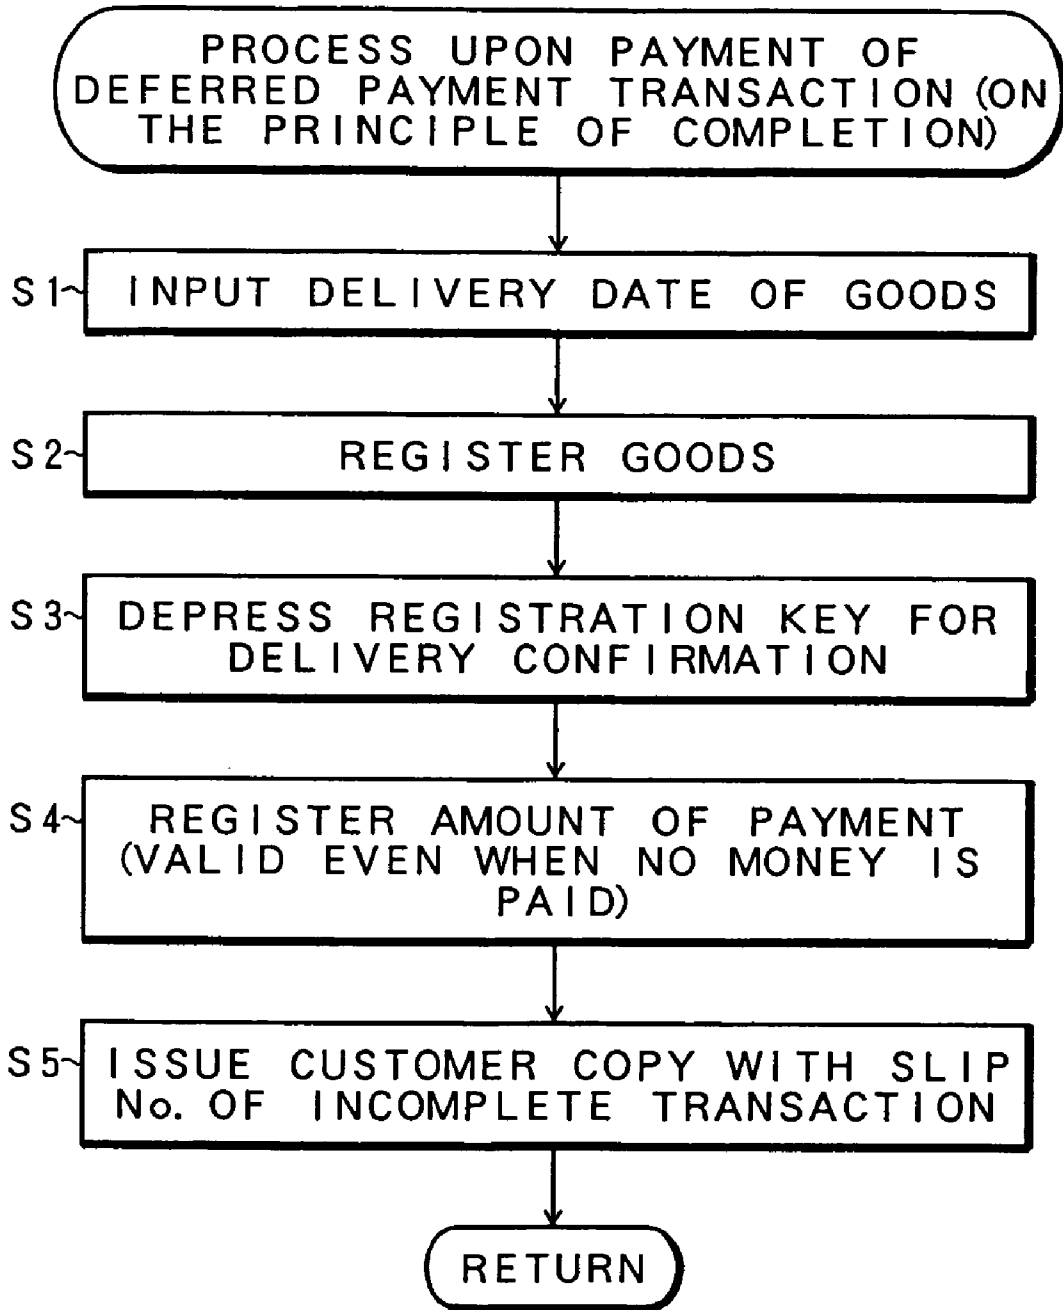 PROCESS UPON PAYMENT OF
DEFERRED PAYMENT TRANSACTION (ON
THE PRINCIPLE OF COMPLETION)
S1~ INPUT DELIVERY DATE OF GOODS
S2~ REGISTER GOODS
S3~ DEPRESS REGISTRATION KEY FOR
DELIVERY CONFIRMATION
S4~ REGISTER AMOUNT OF PAYMENT
(VALID EVEN WHEN NO MONEY IS
PAID)
S5~ ISSUE CUSTOMER COPY WITH SLIP
No. OF INCOMPLETE TRANSACTION
RETURN